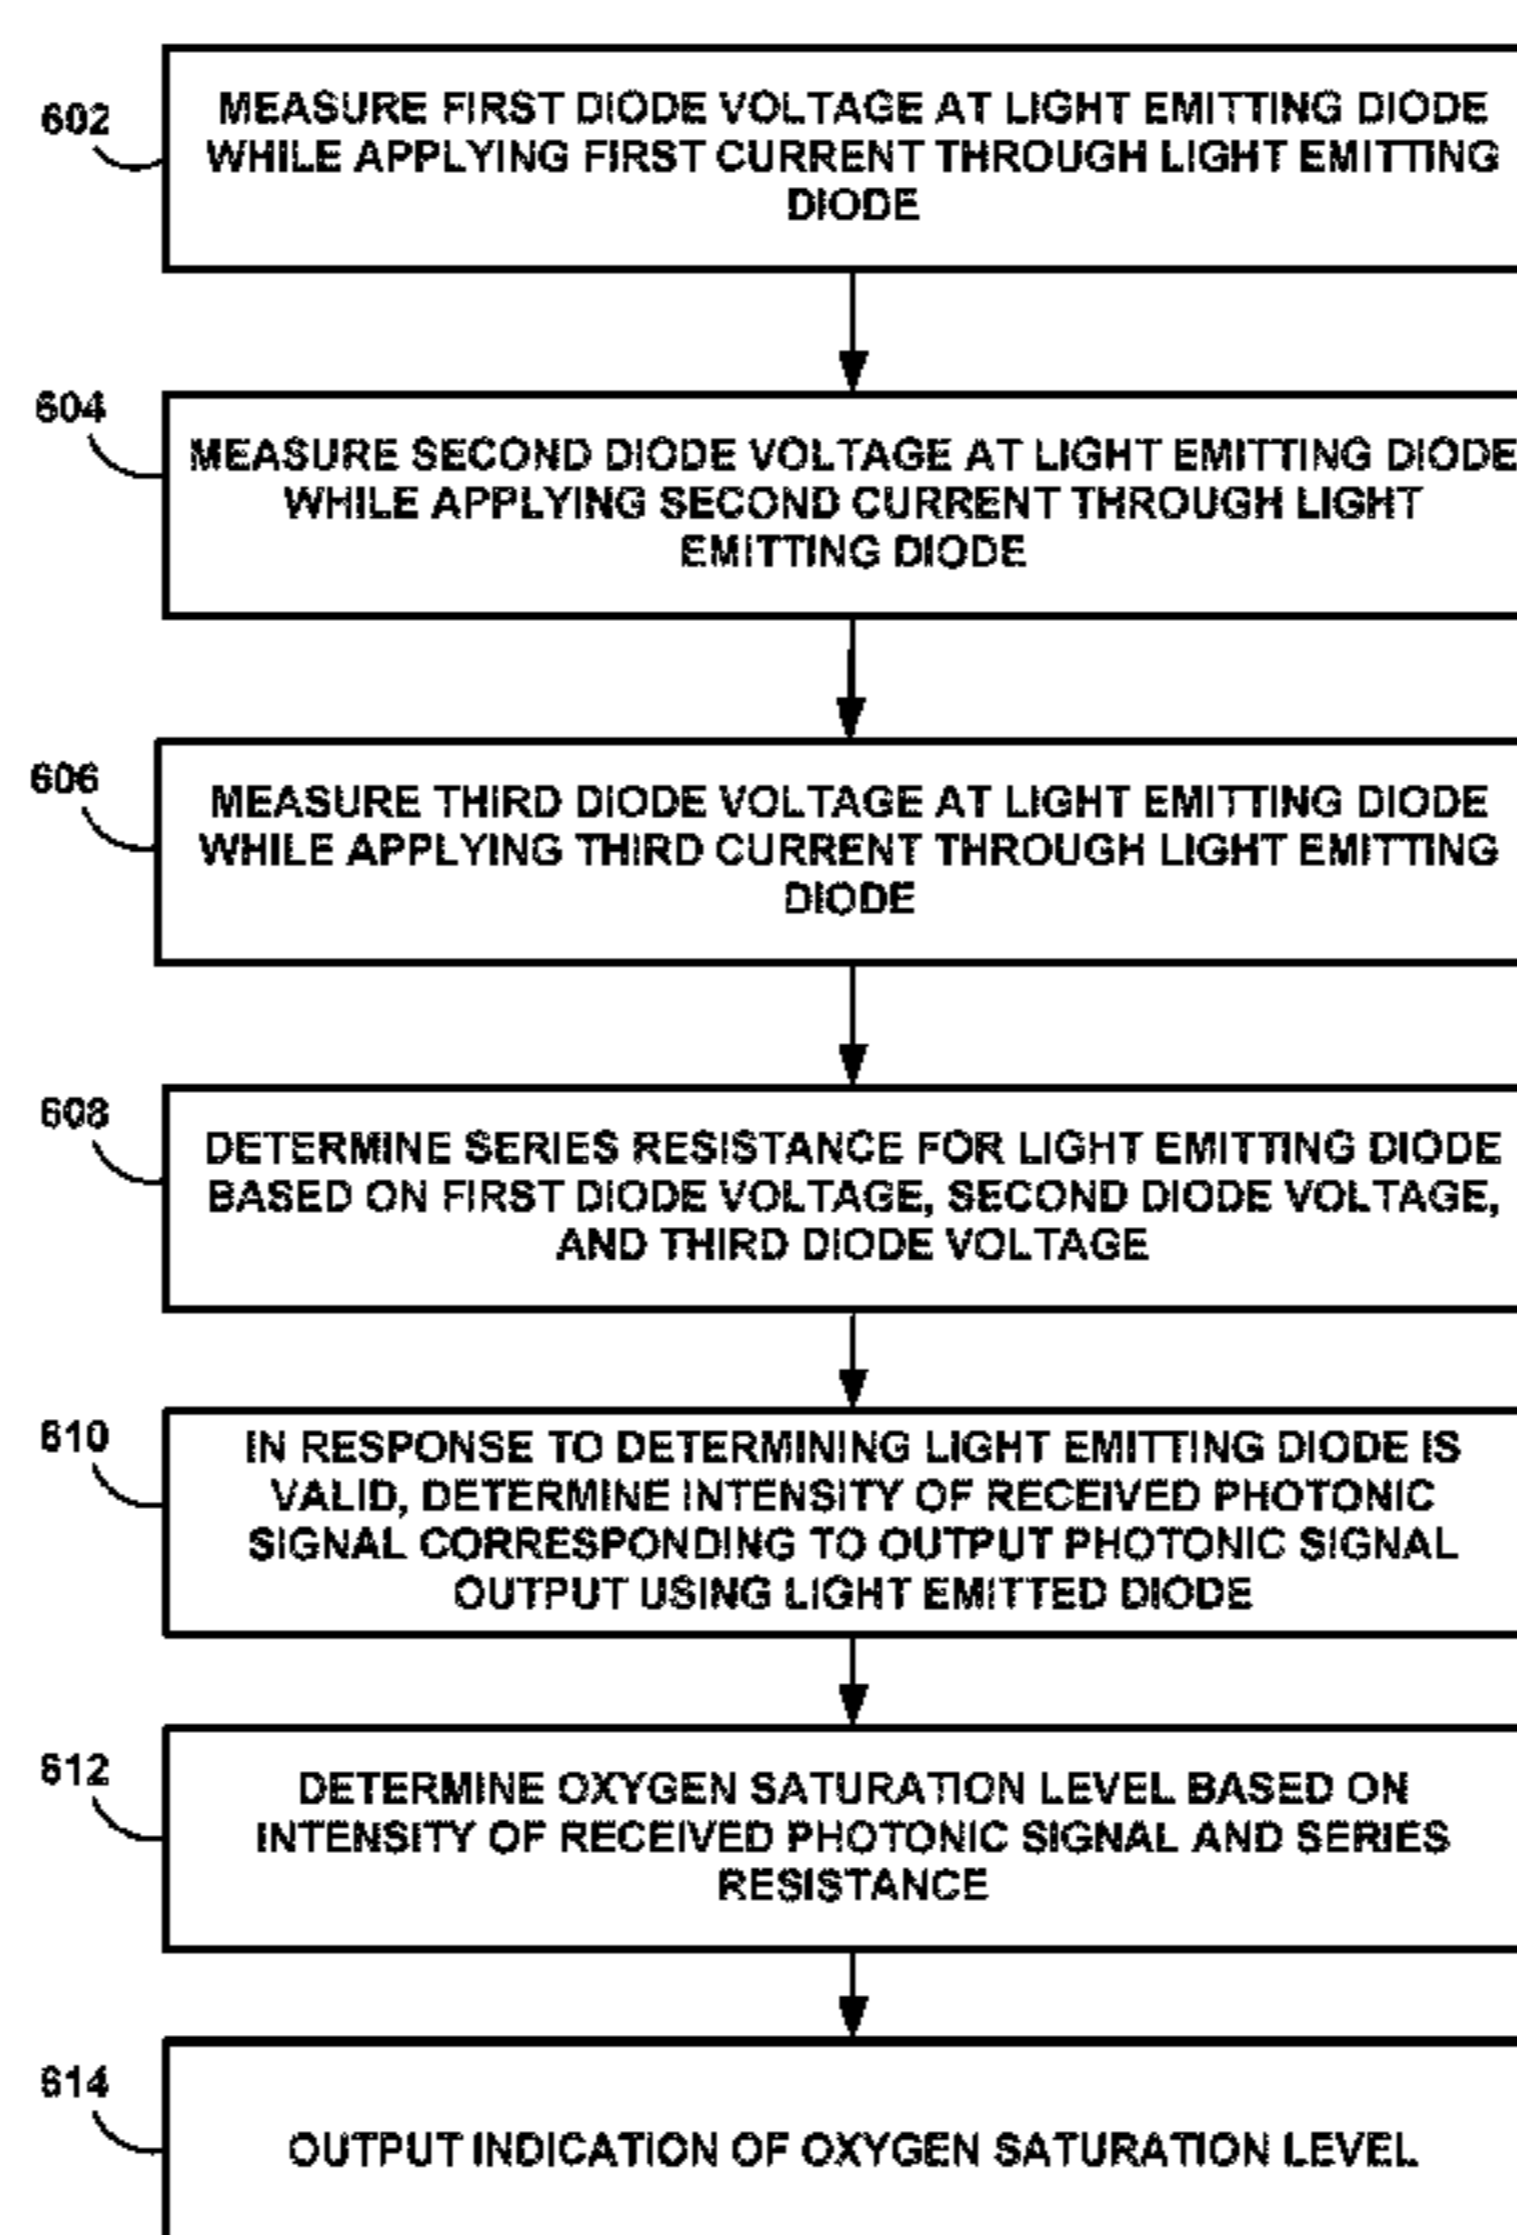 602
MEASURE FIRST DIODE VOLTAGE AT LIGHT EMITTING DIODE
WHILE APPLYING FIRST CURRENT THROUGH LIGHT EMITTING
DIODE
604
MEASURE SECOND DIODE VOLTAGE AT LIGHT EMITTING DIODE
WHILE APPLYING SECOND CURRENT THROUGH LIGHT
EMITTING DIODE
606
MEASURE THIRD DIODE VOLTAGE AT LIGHT EMITTING DIODE
WHILE APPLYING THIRD CURRENT THROUGH LIGHT EMITTING
DIODE
608
DETERMINE SERIES RESISTANCE FOR LIGHT EMITTING DIODE
BASED ON FIRST DIODE VOLTAGE, SECOND DIODE VOLTAGE,
AND THIRD DIODE VOLTAGE
610
IN RESPONSE TO DETERMINING LIGHT EMITTING DIODE IS
VALID, DETERMINE INTENSITY OF RECEIVED PHOTONIC
SIGNAL CORRESPONDING TO OUTPUT PHOTONIC SIGNAL
OUTPUT USING LIGHT EMITTED DIODE
612
DETERMINE OXYGEN SATURATION LEVEL BASED ON
INTENSITY OF RECEIVED PHOTONIC SIGNAL AND SERIES
RESISTANCE
614
OUTPUT INDICATION OF OXYGEN SATURATION LEVEL